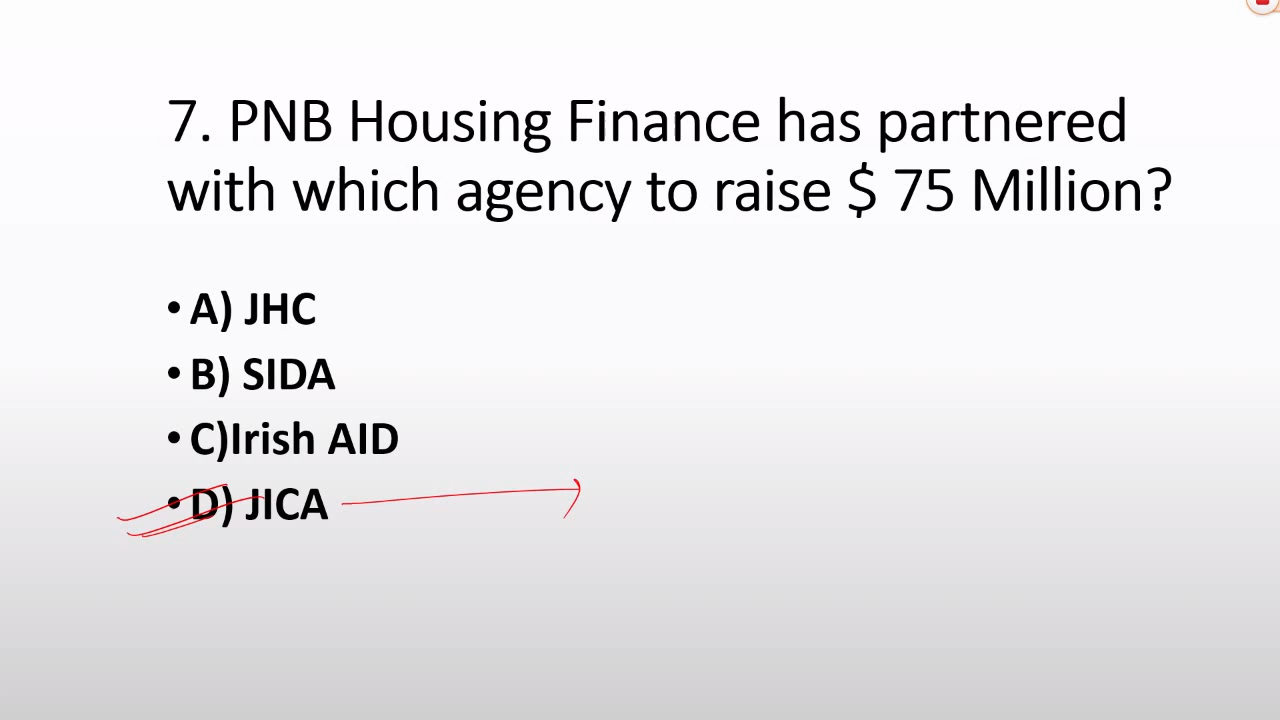 7. PNB Housing Finance has partnered
with which agency to raise $ 75 Million?
• A) JHC
• B) SIDA
• C)Irish AID
• D) JICA